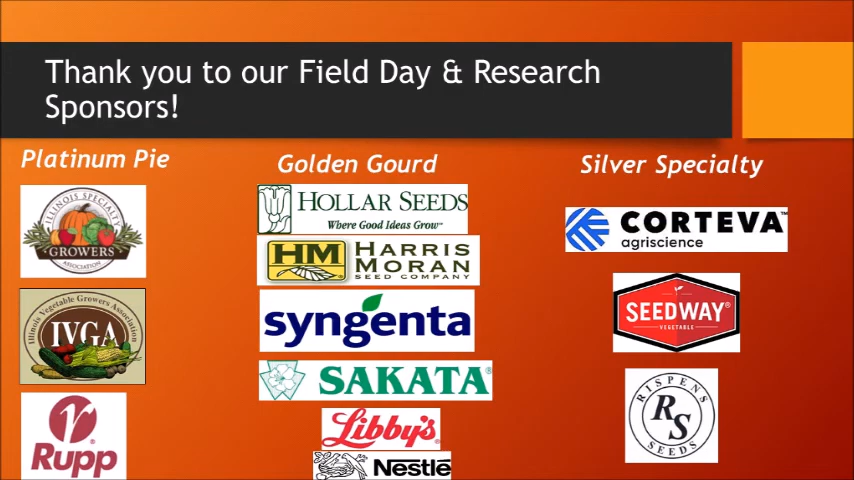 Thank you to our Field Day & Research
Sponsors!
Platinum Pie
ILLINOIS SPECIALTY
GROWERS
ASSOCIATION
Illinois Vegetable Growers Association
IVGA
Rupp
Golden Gourd
HOLLAR SEEDS
Where Good Ideas Grow™
HM
HARRIS
MORAN
SEED COMPANY
syngenta
SAKATA®
Libby's®
Nestlé
Silver Specialty
CORTEVA™
agriscience
SEEDWAY®
VEGETABLE
RISPENS
RS
SEEDS